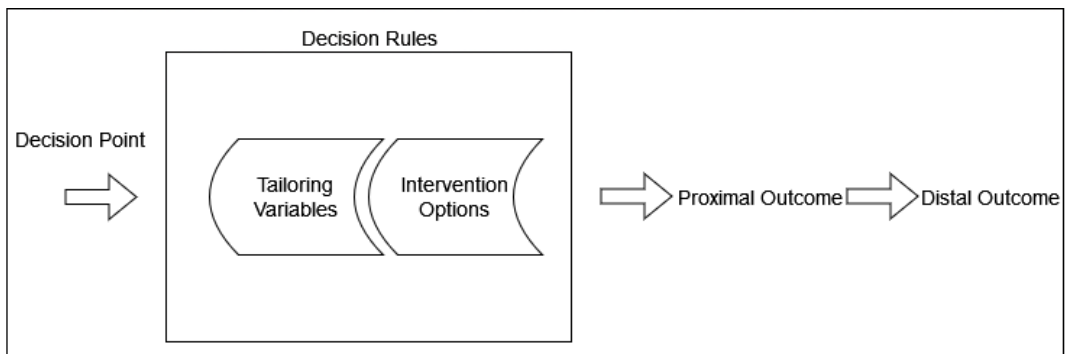 Decision Rules
Decision Point
Tailoring
Variables
Intervention
Options
Proximal Outcome
Distal Outcome